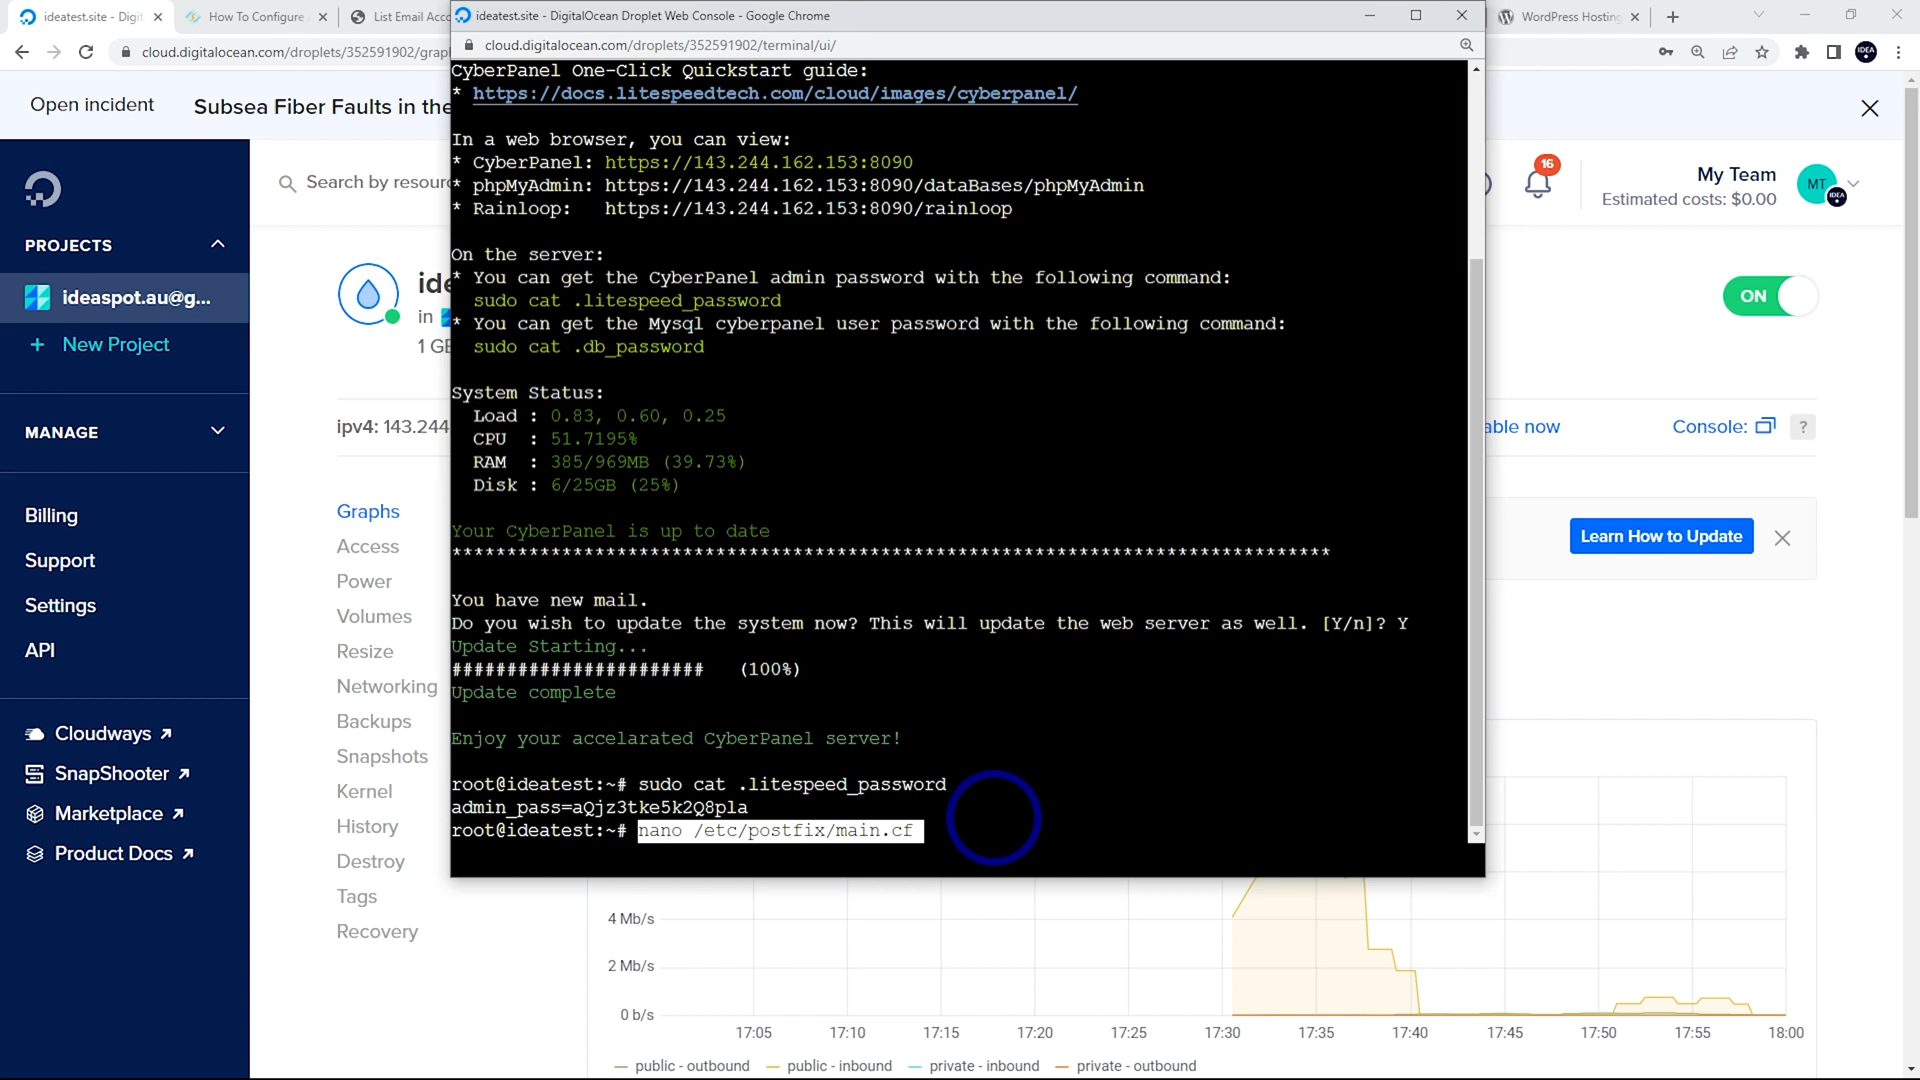 ideatest.site - Digit
How To Configure
List Email Acco
ideatest.site - DigitalOcean Droplet Web Console - Google Chrome
WordPress Hosting
cloud.digitalocean.com/droplets/352591902/grap
cloud.digitalocean.com/droplets/352591902/terminal/ui/
IDEA
Open incident
Subsea Fiber Faults in the
Search by resour
16
My Team
Estimated costs: $0.00
MT
IDEA
PROJECTS
ideaspot.au@g...
+ New Project
MANAGE
Billing
Support
Settings
API
Cloudways
SnapShooter
Marketplace
Product Docs
ide
in
1 GE
ON
ipv4: 143.244
able now
Console:
?
Learn How to Update
Graphs
Access
Power
Volumes
Resize
Networking
Backups
Snapshots
Kernel
History
Destroy
Tags
Recovery
CyberPanel One-Click Quickstart guide:
* https://docs.litespeedtech.com/cloud/images/cyberpanel/
In a web browser, you can view:
* CyberPanel: https://143.244.162.153:8090
* phpMyAdmin: https://143.244.162.153:8090/dataBases/phpMyAdmin
* Rainloop: https://143.244.162.153:8090/rainloop
On the server:
* You can get the CyberPanel admin password with the following command:
sudo cat .litespeed_password
* You can get the Mysql cyberpanel user password with the following command:
sudo cat .db_password
System Status:
Load : 0.83, 0.60, 0.25
CPU : 51.7195%
RAM : 385/969MB (39.73%)
Disk : 6/25GB (25%)
Your CyberPanel is up to date
********************************************************************************
You have new mail.
Do you wish to update the system now? This will update the web server as well. [Y/n]? Y
Update Starting...
####################### (100%)
Update complete
Enjoy your accelarated CyberPanel server!
root@ideatest:~# sudo cat .litespeed_password
admin_pass=aQjz3tke5k2Q8pla
root@ideatest:~# nano /etc/postfix/main.cf
4 Mb/s
2 Mb/s
0 b/s
17:05 17:10 17:15 17:20 17:25 17:30 17:35 17:40 17:45 17:50 17:55 18:00
public - outbound public - inbound private - inbound private - outbound